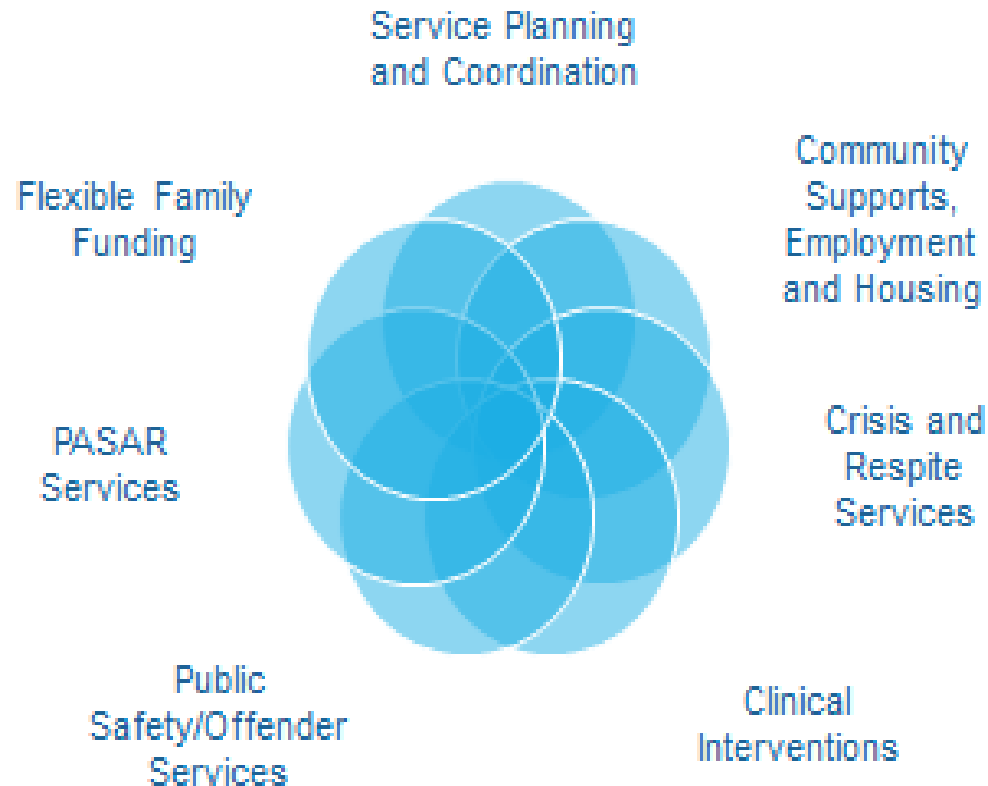 Service Planning
and Coordination
Community
Supports,
Employment
and Housing
Flexible Family
Funding
Crisis and
Respite
Services
PASAR
Services
Public
Safety/Offender
Services
Clinical
Interventions